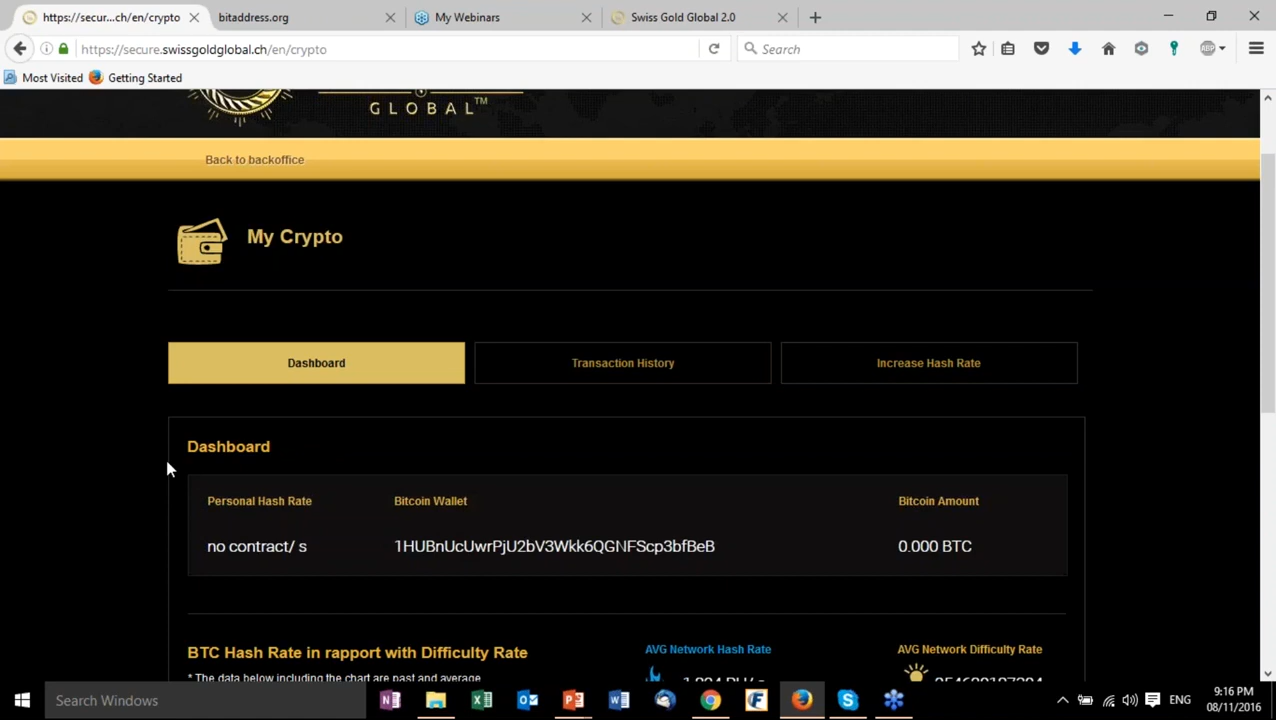 https://secur...ch/en/crypto
bitaddress.org
My Webinars
Swiss Gold Global 2.0
https://secure.swissgoldglobal.ch/en/crypto
Search
ABP
Most Visited
Getting Started
GLOBAL™
Back to backoffice
My Crypto
Dashboard
Transaction History
Increase Hash Rate
Dashboard
Personal Hash Rate
Bitcoin Wallet
Bitcoin Amount
no contract/ s
1HUBnUcUwrPjU2bV3Wkk6QGNFScp3bfBeB
0.000 BTC
BTC Hash Rate in rapport with Difficulty Rate
AVG Network Hash Rate
AVG Network Difficulty Rate
* The data below including the chart are past and average
Search Windows
ENG
9:16 PM
08/11/2016